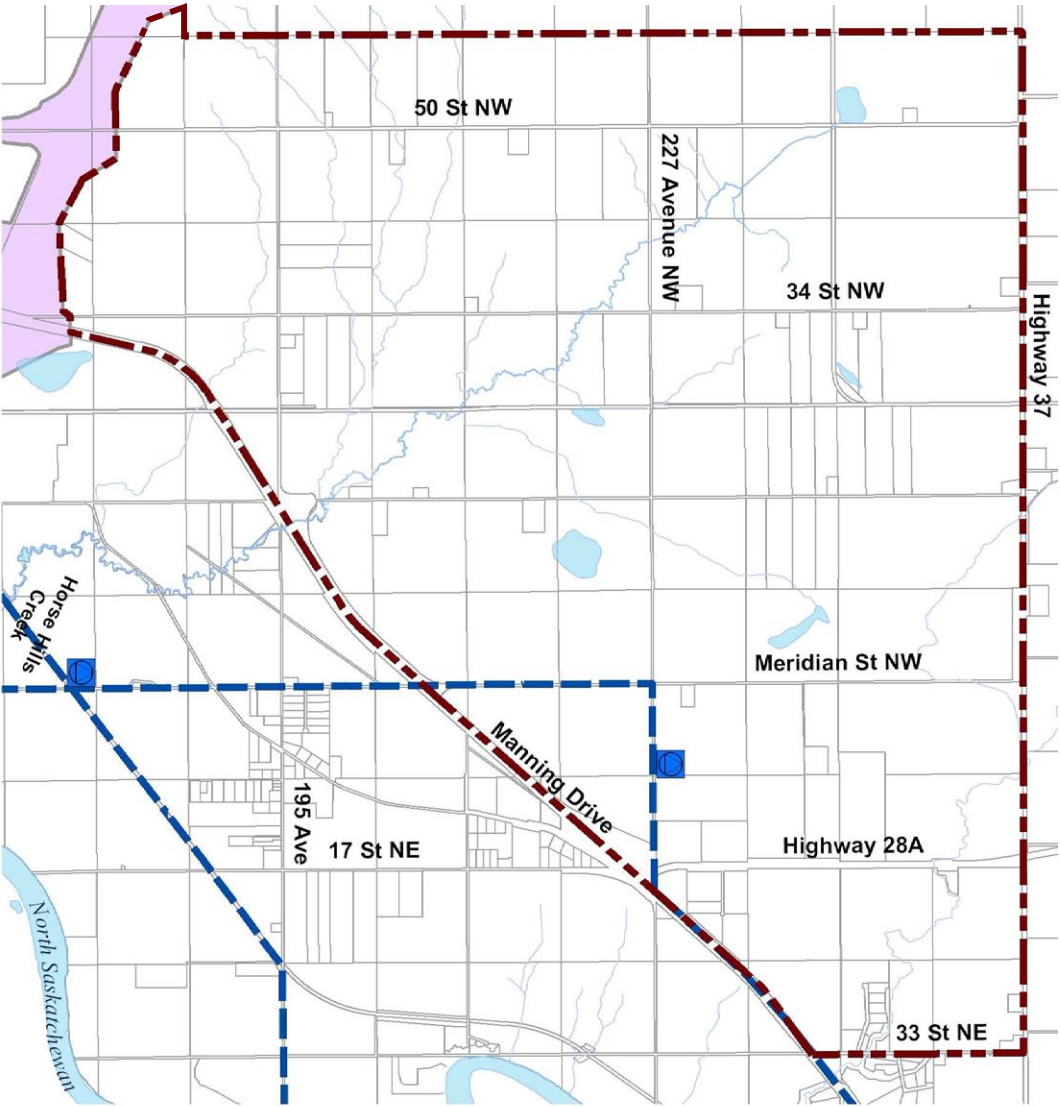 50 St NW
227 Avenue NW
34 St NW
Highway 37
Horse Hills
Creek
Meridian St NW
Manning Drive
195 Ave
17 St NE
Highway 28A
North Saskatchewan
33 St NE